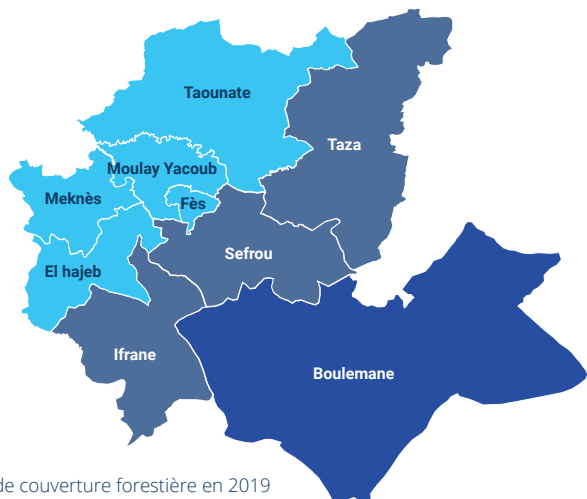 Taounate
Taza
Moulay Yacoub
Meknès
Fès
Sefrou
El hajeb
Ifrane
Boulemane
de couverture forestière en 2019